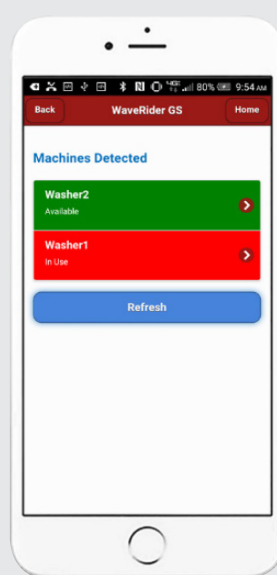 80% 9:54 AM
Back WaveRider GS Home
Machines Detected
Washer2
Available
Washer1
In Use
Refresh